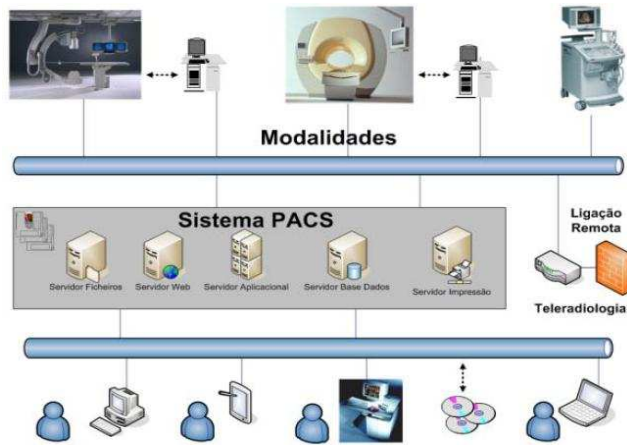 Modalidades
Sistema PACS
Servidor Ficheiros
Servidor Web
Servidor Aplicacional
Servidor Base Dados
Servidor Impressão
Ligação
Remota
Teleradiologia